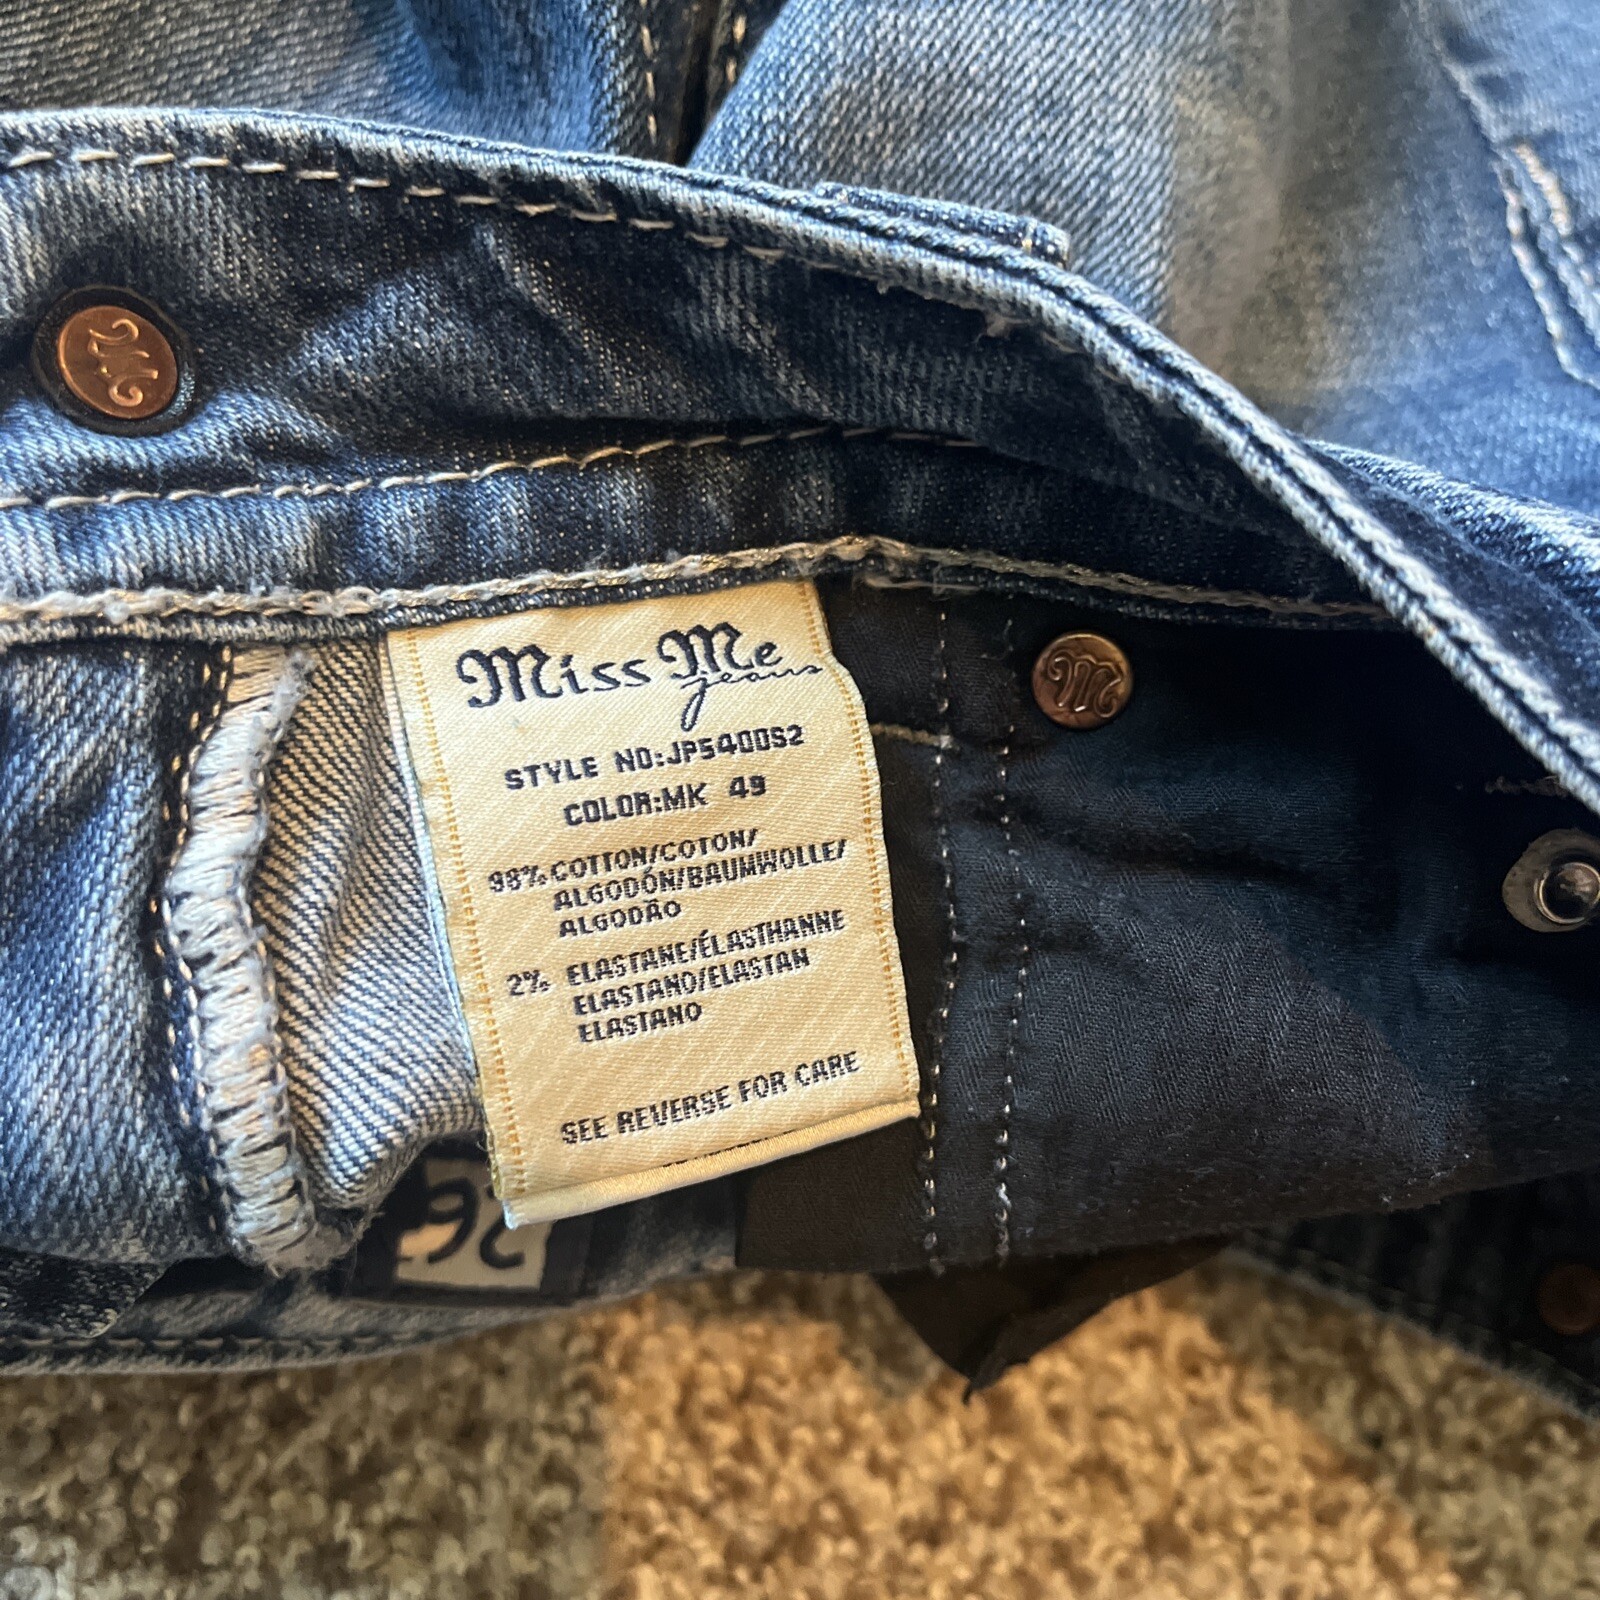 Miss Me
jeans
STYLE NO:JP5400S2
COLOR:MK 49
98% COTTON/COTON/
ALGODÓN/BAUMWOLLE/
ALGODÃO
2% ELASTANE/ÉLASTHANNE
ELASTANO/ELASTAN
ELASTANO
SEE REVERSE FOR CARE
26
M
M